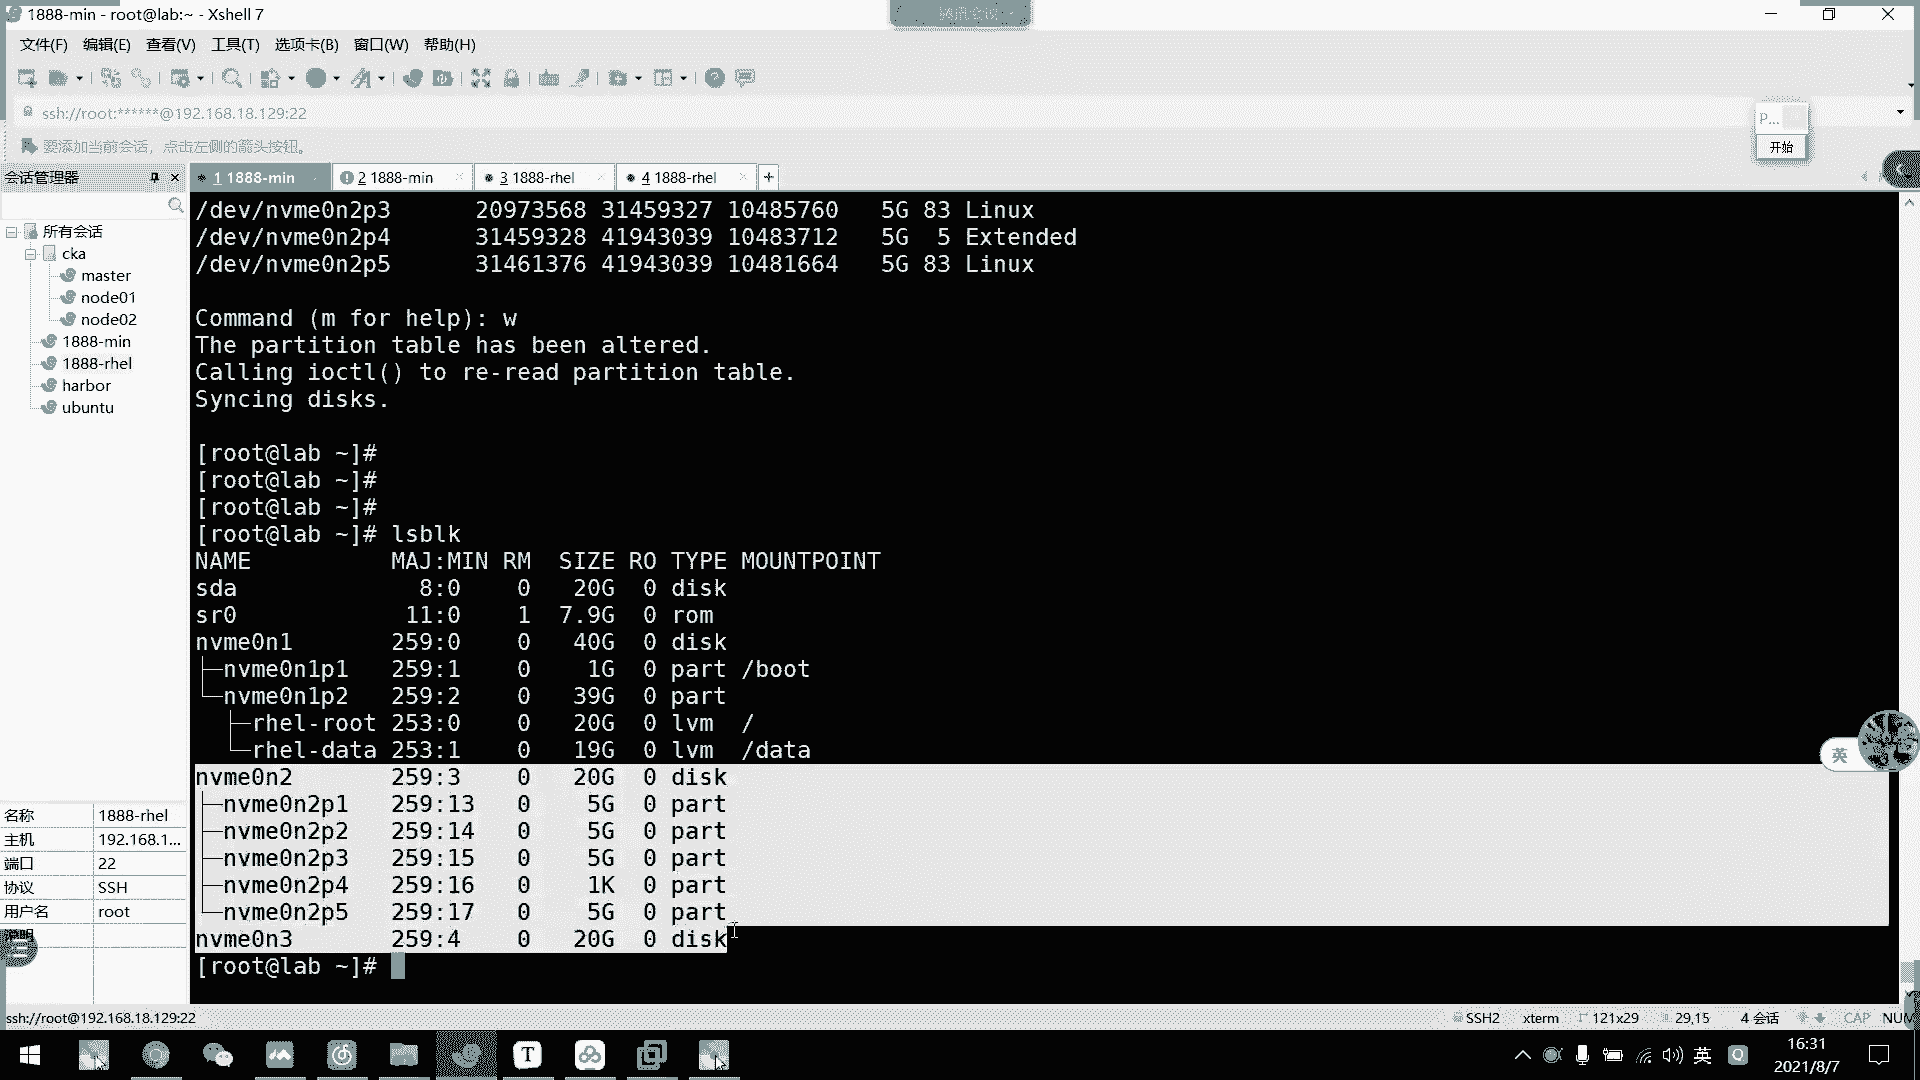 1888-min - root@lab:~ - Xshell 7
文件(F) 编辑(E) 查看(V) 工具(T) 选项卡(B) 窗口(W) 帮助(H)
ssh://root:******@192.168.18.129:22
要添加当前会话，点击左侧的箭头按钮。
P...
开始
会话管理器
1 1888-min
2 1888-min
3 1888-rhel
4 1888-rhel
所有会话
cka
master
node01
node02
1888-min
1888-rhel
harbor
ubuntu
/dev/nvme0n2p3 20973568 31459327 10485760 5G 83 Linux
/dev/nvme0n2p4 31459328 41943039 10483712 5G 5 Extended
/dev/nvme0n2p5 31461376 41943039 10481664 5G 83 Linux
Command (m for help): w
The partition table has been altered.
Calling ioctl() to re-read partition table.
Syncing disks.
[root@lab ~]#
[root@lab ~]#
[root@lab ~]#
[root@lab ~]# lsblk
NAME MAJ:MIN RM SIZE RO TYPE MOUNTPOINT
sda 8:0 0 20G 0 disk
sr0 11:0 1 7.9G 0 rom
nvme0n1 259:0 0 40G 0 disk
├─nvme0n1p1 259:1 0 1G 0 part /boot
└─nvme0n1p2 259:2 0 39G 0 part
├─rhel-root 253:0 0 20G 0 lvm /
└─rhel-data 253:1 0 19G 0 lvm /data
nvme0n2 259:3 0 20G 0 disk
├─nvme0n2p1 259:13 0 5G 0 part
├─nvme0n2p2 259:14 0 5G 0 part
├─nvme0n2p3 259:15 0 5G 0 part
├─nvme0n2p4 259:16 0 1K 0 part
└─nvme0n2p5 259:17 0 5G 0 part
nvme0n3 259:4 0 20G 0 disk
[root@lab ~]#
英
名称 1888-rhel
主机 192.168.1...
端口 22
协议 SSH
用户名 root
说明
ssh://root@192.168.18.129:22
SSH2 xterm 121x29 29,15 4 会话 CAP NUM
英
16:31
2021/8/7